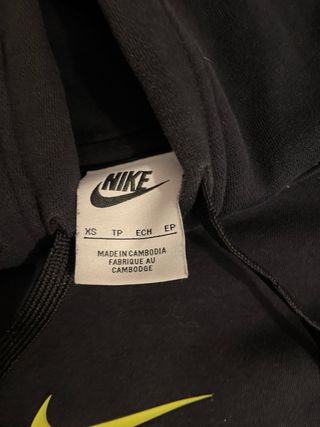 NIKE
XS TP ECH EP
MADE IN CAMBODIA
FABRIQUE AU
CAMBODGE